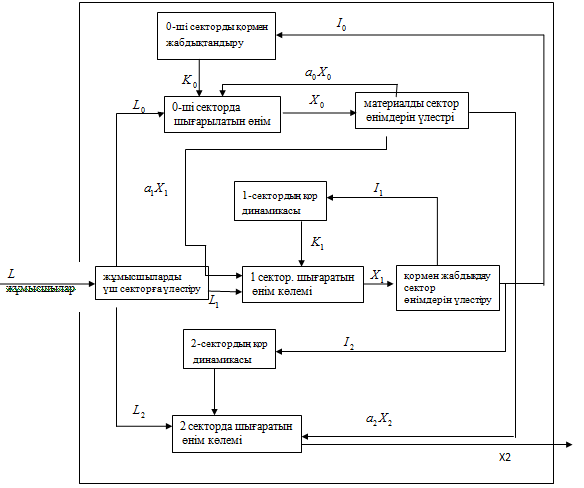 0-ші секторды қормен
жабдықтандыру
I₀
K₀
a₀X₀
L₀
0-ші секторда
шығарылатын өнім
X₀
материалды сектор
өнімдерін үлестрі
a₁X₁
1-сектордың қор
динамикасы
I₁
K₁
L
жұмысшылар
жұмысшыларды
үш секторға үлестіру
L₁
1 сектор. шығаратын
өнім көлемі
X₁
қормен жабдықдау
сектор
өнімдерін үлестіру
2-сектордың қор
динамикасы
I₂
L₂
2 секторда шығаратын
өнім көлемі
a₂X₂
X2